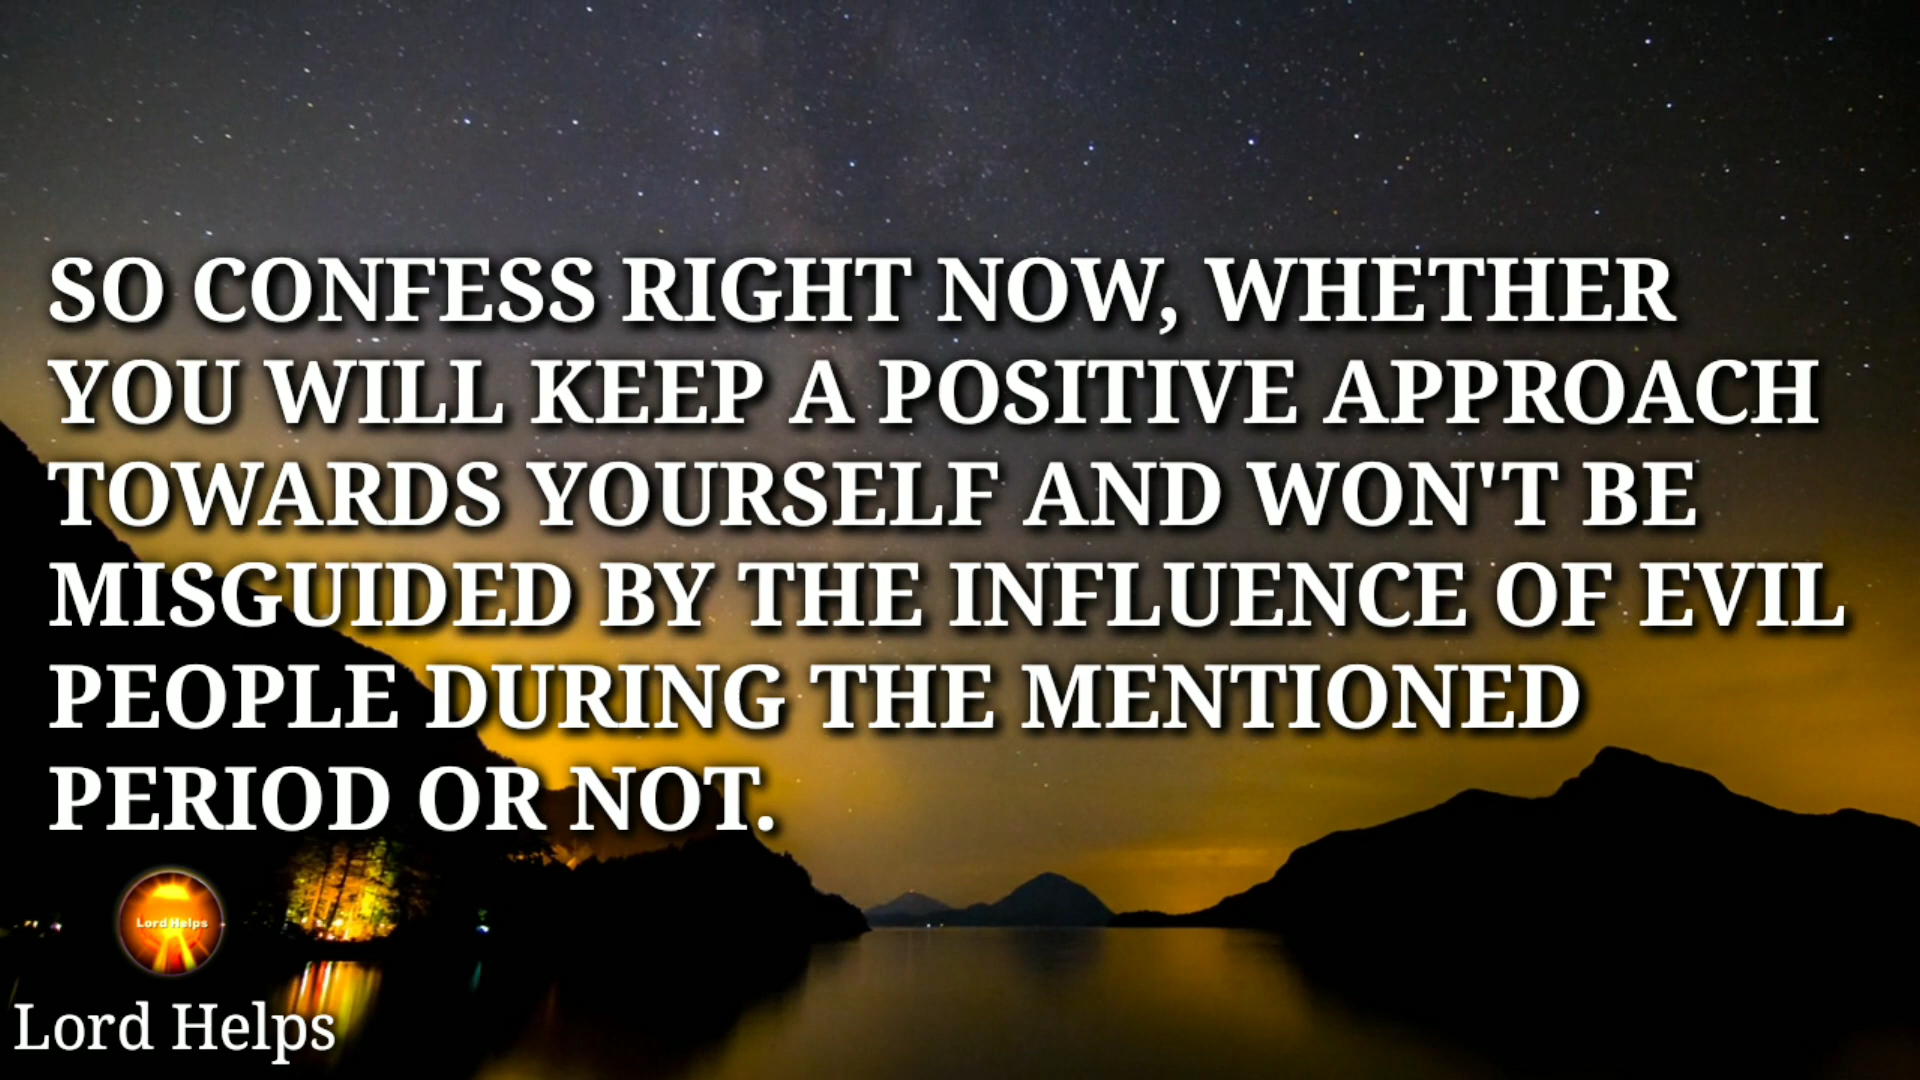 SO CONFESS RIGHT NOW, WHETHER
YOU WILL KEEP A POSITIVE APPROACH
TOWARDS YOURSELF AND WON'T BE
MISGUIDED BY THE INFLUENCE OF EVIL
PEOPLE DURING THE MENTIONED
PERIOD OR NOT.
Lord Helps
Lord Helps